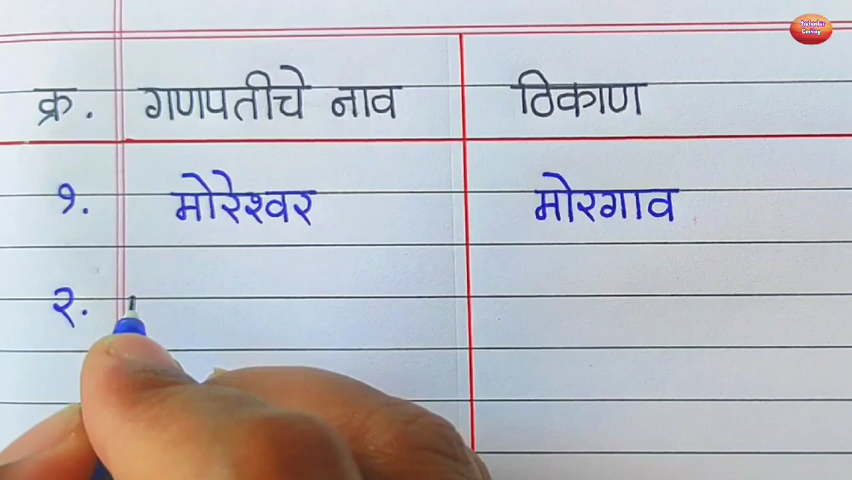 क्र. गणपतीचे नाव ठिकाण
१. मोरेश्वर मोरगाव
२.